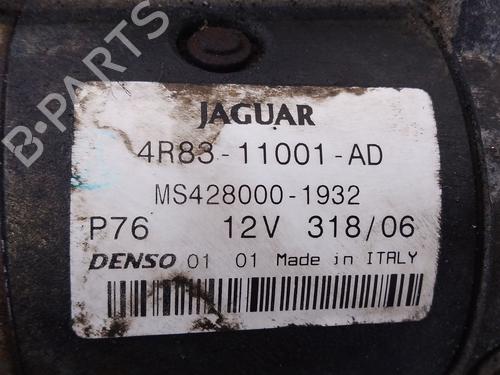 JAGUAR
4R83-11001-AD
MS428000-1932
P76 12V 318/06
DENSO 01 01 Made in ITALY
B-PARTS